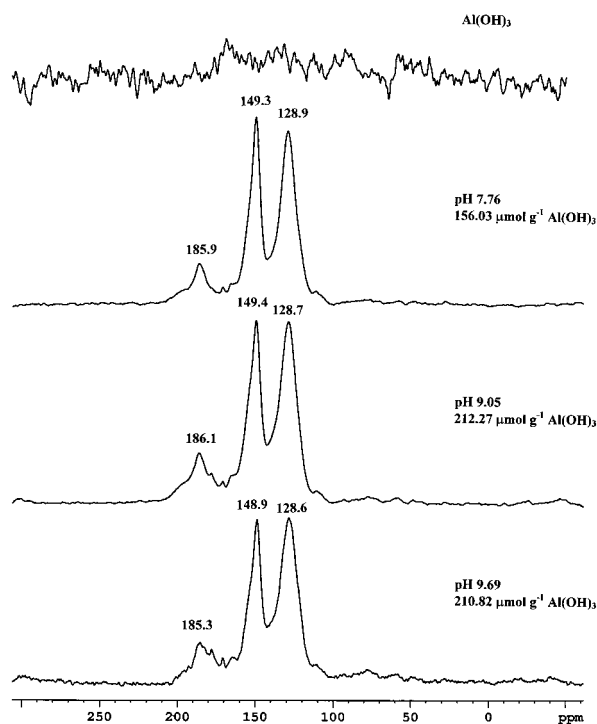 Al(OH)₃
149.3
128.9
pH 7.76
156.03 μmol g⁻¹ Al(OH)₃
185.9
149.4
128.7
pH 9.05
212.27 μmol g⁻¹ Al(OH)₃
186.1
148.9
128.6
pH 9.69
210.82 μmol g⁻¹ Al(OH)₃
185.3
250 200 150 100 50 0 ppm